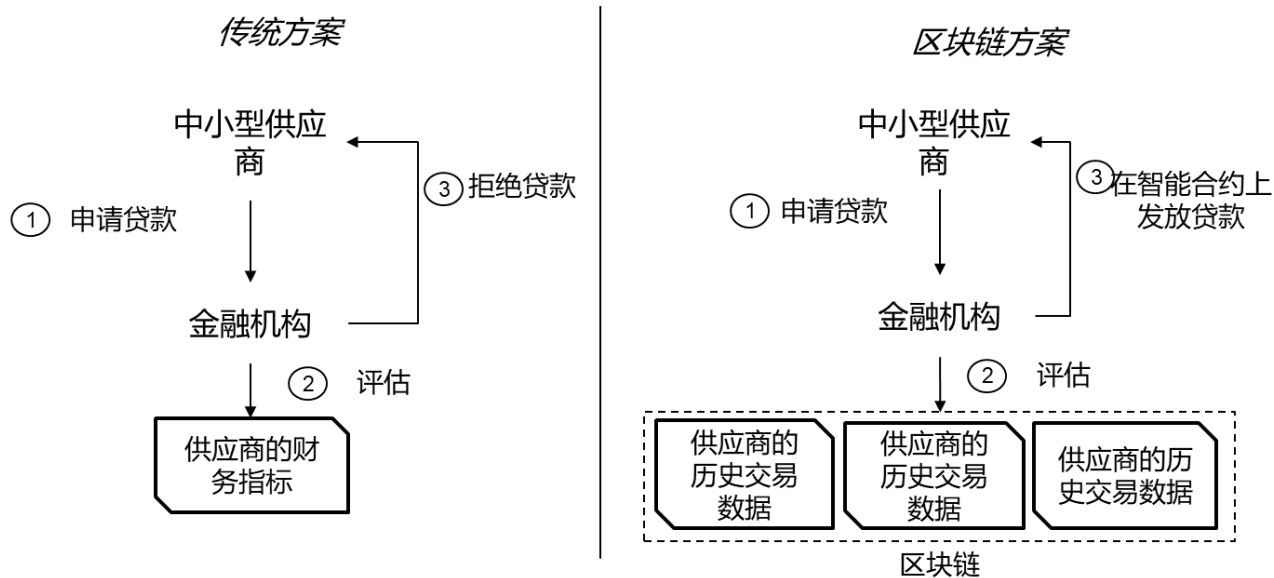 传统方案
中小型供应
商
③ 拒绝贷款
① 申请贷款
金融机构
② 评估
供应商的财
务指标
区块链方案
中小型供应
商
③
在智能合约上
发放贷款
① 申请贷款
金融机构
② 评估
供应商的
历史交易
数据
供应商的
历史交易
数据
供应商的历
史交易数据
区块链